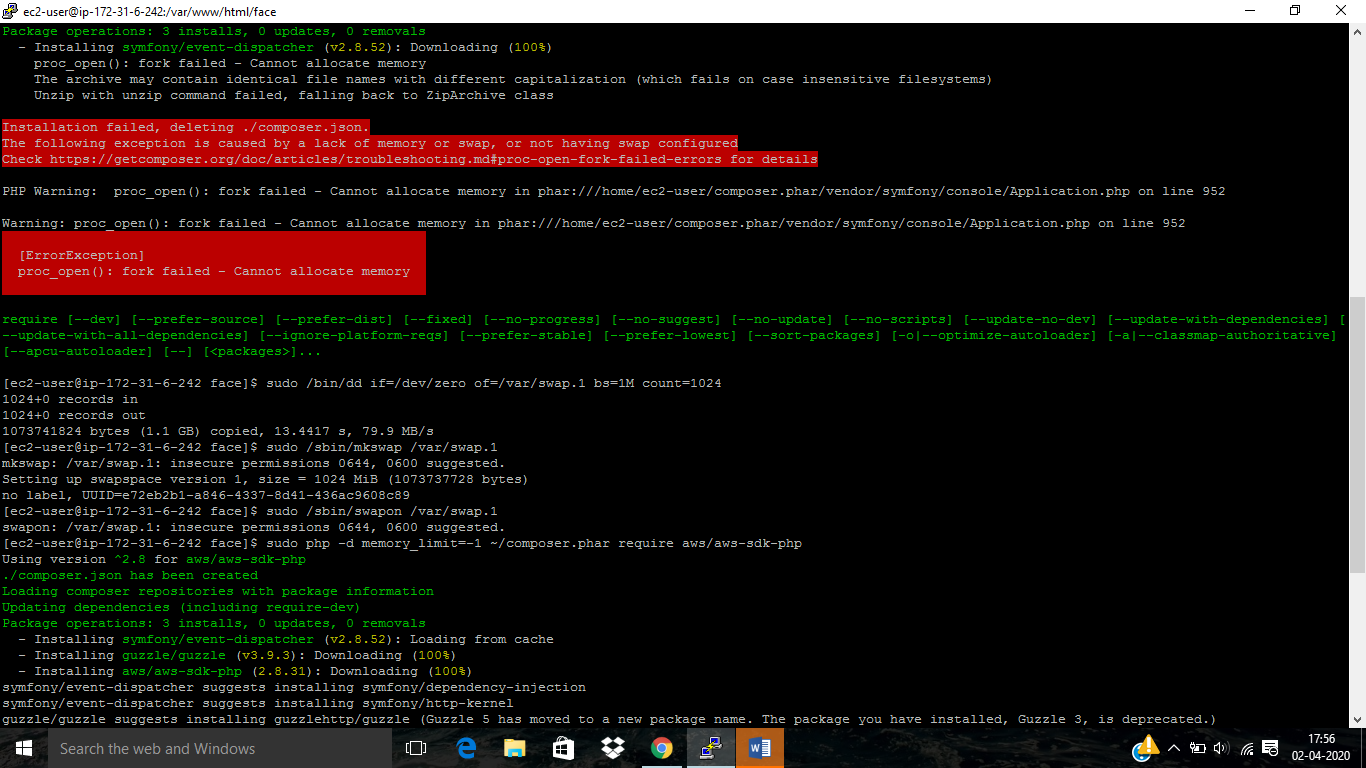 ec2-user@ip-172-31-6-242:/var/www/html/face
Package operations: 3 installs, 0 updates, 0 removals
  - Installing symfony/event-dispatcher (v2.8.52): Downloading (100%)
    proc_open(): fork failed - Cannot allocate memory
    The archive may contain identical file names with different capitalization (which fails on case insensitive filesystems)
    Unzip with unzip command failed, falling back to ZipArchive class
Installation failed, deleting ./composer.json.
The following exception is caused by a lack of memory or swap, or not having swap configured
Check https://getcomposer.org/doc/articles/troubleshooting.md#proc-open-fork-failed-errors for details
PHP Warning:  proc_open(): fork failed - Cannot allocate memory in phar:///home/ec2-user/composer.phar/vendor/symfony/console/Application.php on line 952
Warning: proc_open(): fork failed - Cannot allocate memory in phar:///home/ec2-user/composer.phar/vendor/symfony/console/Application.php on line 952
  [ErrorException]
  proc_open(): fork failed - Cannot allocate memory
require [--dev] [--prefer-source] [--prefer-dist] [--fixed] [--no-progress] [--no-suggest] [--no-update] [--no-scripts] [--update-no-dev] [--update-with-dependencies] [
--update-with-all-dependencies] [--ignore-platform-reqs] [--prefer-stable] [--prefer-lowest] [--sort-packages] [-o|--optimize-autoloader] [-a|--classmap-authoritative]
[--apcu-autoloader] [--] [<packages>]...
[ec2-user@ip-172-31-6-242 face]$ sudo /bin/dd if=/dev/zero of=/var/swap.1 bs=1M count=1024
1024+0 records in
1024+0 records out
1073741824 bytes (1.1 GB) copied, 13.4417 s, 79.9 MB/s
[ec2-user@ip-172-31-6-242 face]$ sudo /sbin/mkswap /var/swap.1
mkswap: /var/swap.1: insecure permissions 0644, 0600 suggested.
Setting up swapspace version 1, size = 1024 MiB (1073737728 bytes)
no label, UUID=e72eb2b1-a846-4337-8d41-436ac9608c89
[ec2-user@ip-172-31-6-242 face]$ sudo /sbin/swapon /var/swap.1
swapon: /var/swap.1: insecure permissions 0644, 0600 suggested.
[ec2-user@ip-172-31-6-242 face]$ sudo php -d memory_limit=-1 ~/composer.phar require aws/aws-sdk-php
Using version ^2.8 for aws/aws-sdk-php
./composer.json has been created
Loading composer repositories with package information
Updating dependencies (including require-dev)
Package operations: 3 installs, 0 updates, 0 removals
  - Installing symfony/event-dispatcher (v2.8.52): Loading from cache
  - Installing guzzle/guzzle (v3.9.3): Downloading (100%)
  - Installing aws/aws-sdk-php (2.8.31): Downloading (100%)
symfony/event-dispatcher suggests installing symfony/dependency-injection
symfony/event-dispatcher suggests installing symfony/http-kernel
guzzle/guzzle suggests installing guzzlehttp/guzzle (Guzzle 5 has moved to a new package name. The package you have installed, Guzzle 3, is deprecated.)
Search the web and Windows
17:56
02-04-2020